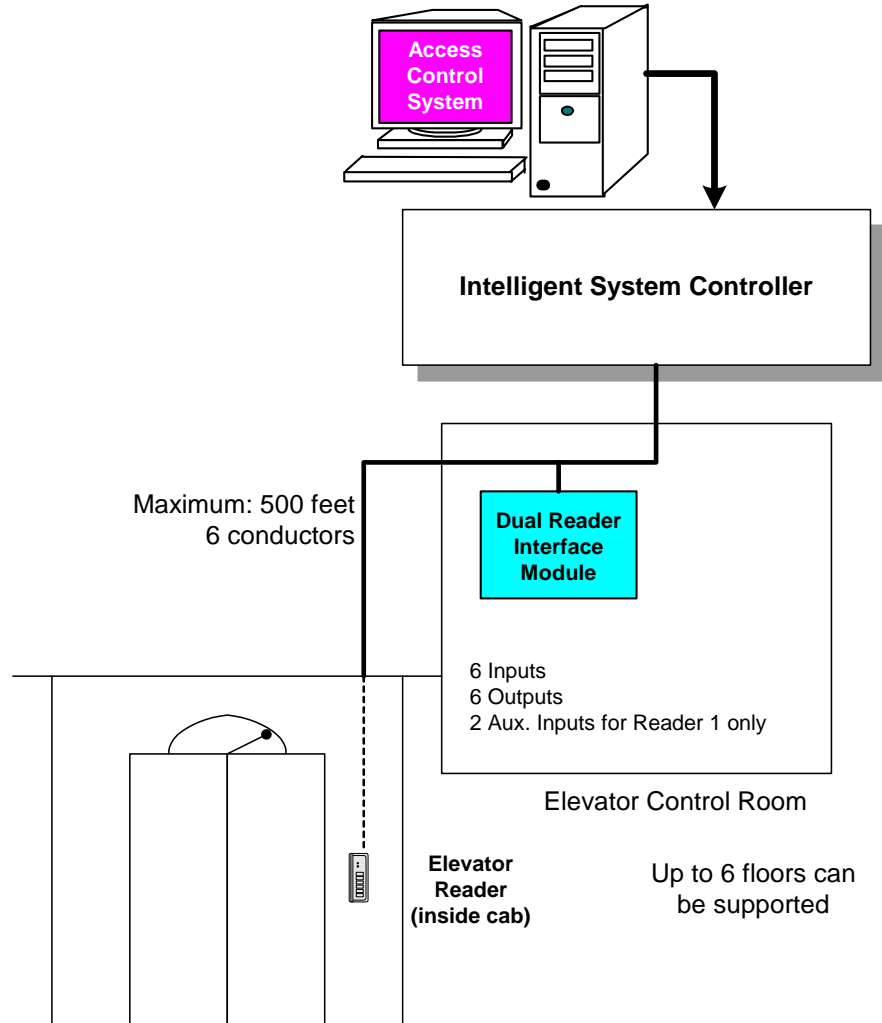 Access
Control
System
Intelligent System Controller
Maximum: 500 feet
6 conductors
Dual Reader
Interface
Module
6 Inputs
6 Outputs
2 Aux. Inputs for Reader 1 only
Elevator Control Room
Elevator
Reader
(inside cab)
Up to 6 floors can
be supported